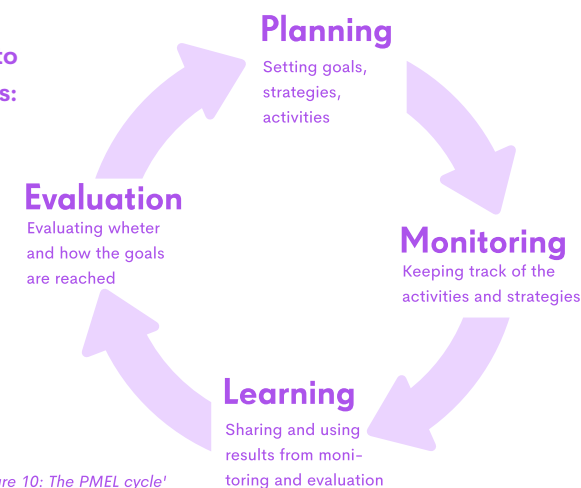 to
s:
Planning
Setting goals,
strategies,
activities
Evaluation
Evaluating wheter
and how the goals
are reached
Monitoring
Keeping track of the
activities and strategies
Learning
Sharing and using
results from moni-
toring and evaluation
re 10: The PMEL cycle'